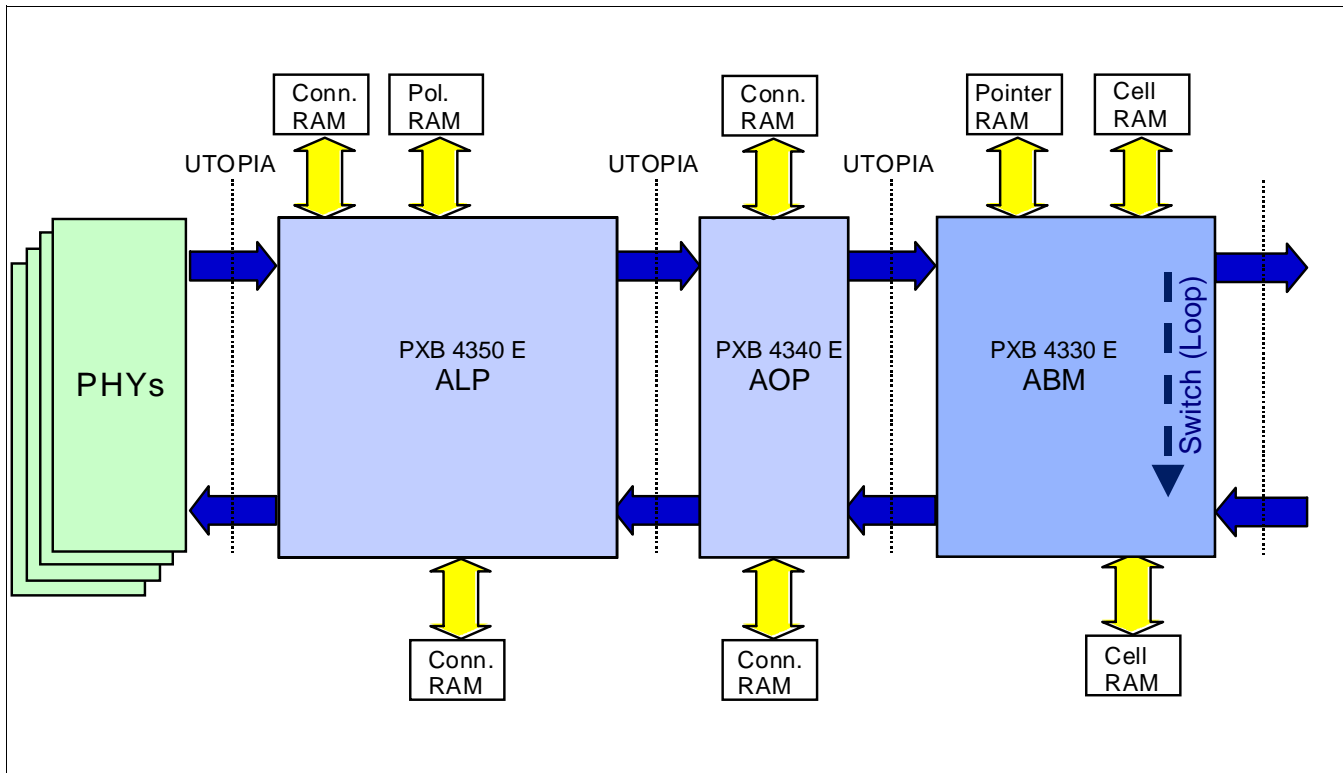 Conn.
RAM
Pol.
RAM
Conn.
RAM
Pointer
RAM
Cell
RAM
UTOPIA
UTOPIA
UTOPIA
PHYs
PXB 4350 E
ALP
PXB 4340 E
AOP
PXB 4330 E
ABM
Switch (Loop)
Conn.
RAM
Conn.
RAM
Cell
RAM